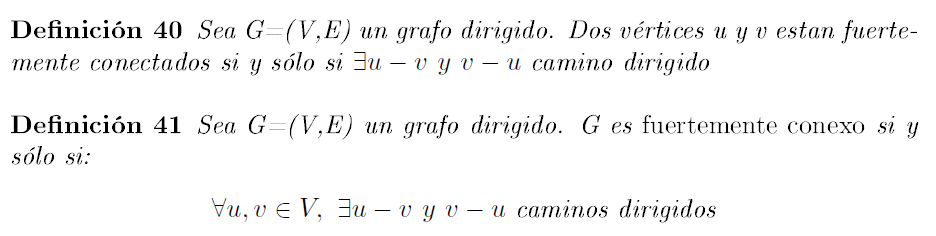 Definición 40 Sea G=(V,E) un grafo dirigido. Dos vértices u y v estan fuerte-
mente conectados si y sólo si ∃u − v y v − u camino dirigido
Definición 41 Sea G=(V,E) un grafo dirigido. G es fuertemente conexo si y
sólo si:
∀u, v ∈ V, ∃u − v y v − u caminos dirigidos